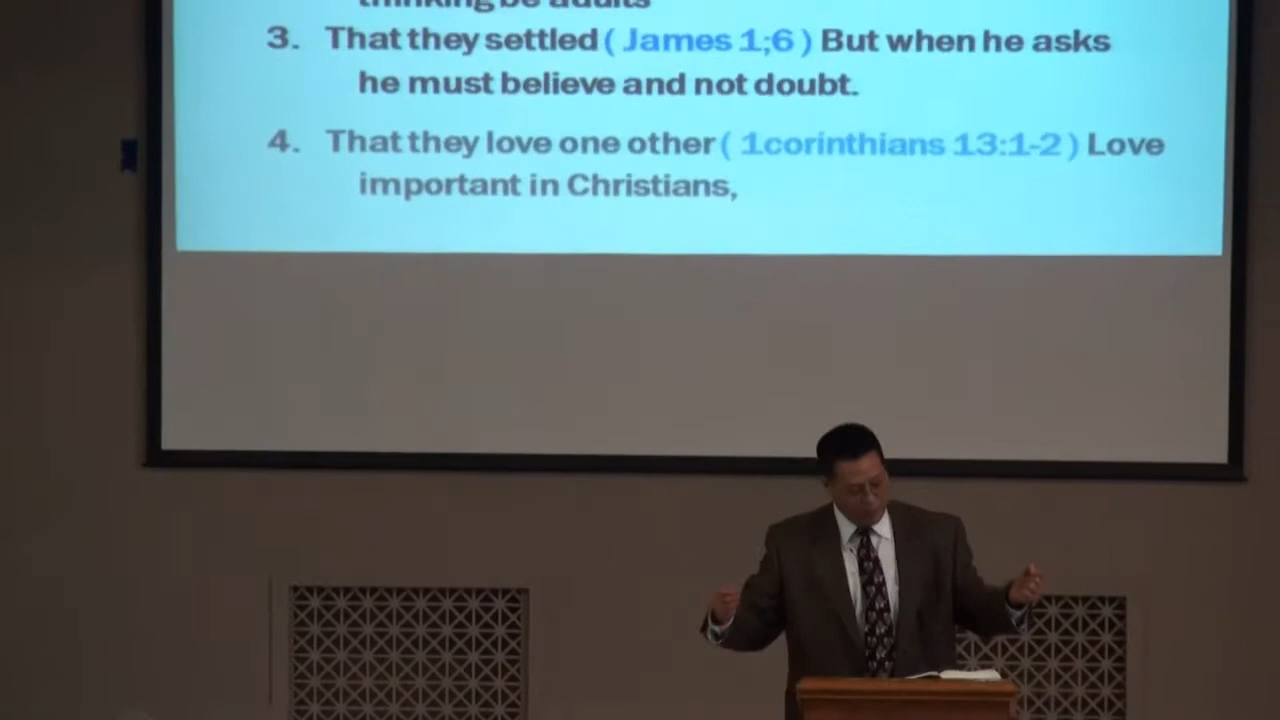 thinking be adults
3. That they settled ( James 1;6 ) But when he asks
he must believe and not doubt.
4. That they love one other ( 1corinthians 13:1-2 ) Love
important in Christians,